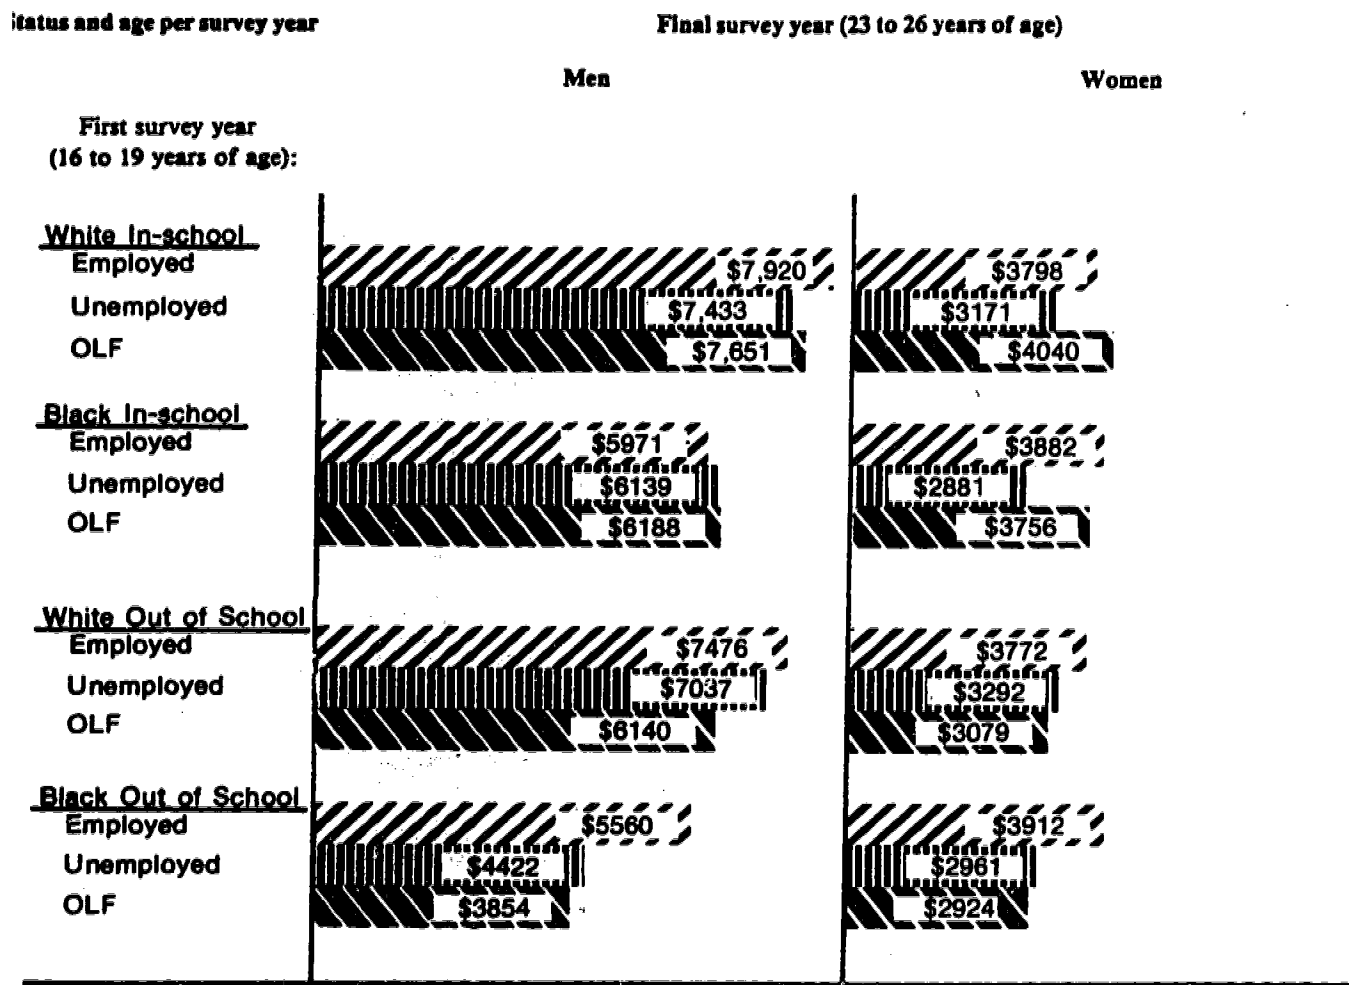 Status and age per survey year Final survey year (23 to 26 years of age)
Men Women
First survey year
(16 to 19 years of age):
White In-school
Employed $7,920 $3798
Unemployed $7,433 $3171
OLF $7,651 $4040
Black In-school
Employed $5971 $3882
Unemployed $6139 $2881
OLF $6188 $3756
White Out of School
Employed $7476 $3772
Unemployed $7037 $3292
OLF $6140 $3079
Black Out of School
Employed $5560 $3912
Unemployed $4422 $2961
OLF $3854 $2924